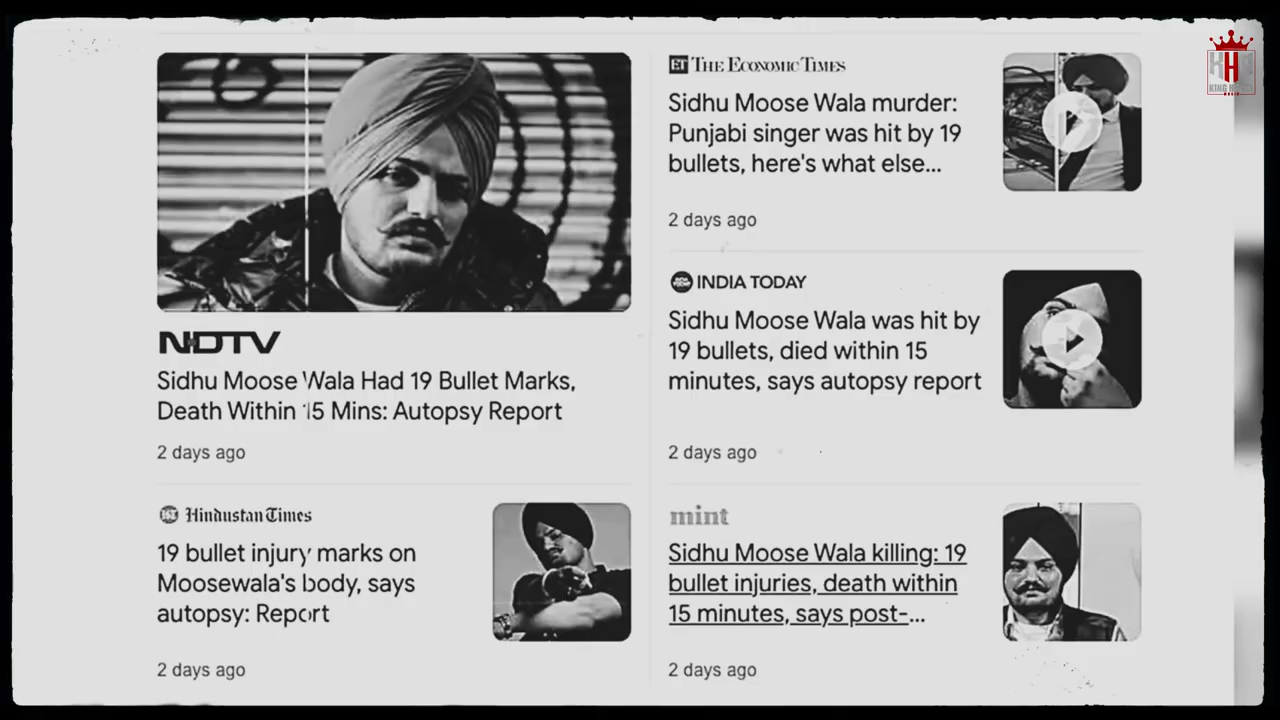 NDTV
Sidhu Moose Wala Had 19 Bullet Marks,
Death Within 15 Mins: Autopsy Report
2 days ago
Hindustan Times
19 bullet injury marks on
Moosewala's body, says
autopsy: Report
2 days ago
ET THE ECONOMIC TIMES
Sidhu Moose Wala murder:
Punjabi singer was hit by 19
bullets, here's what else...
2 days ago
INDIA TODAY
Sidhu Moose Wala was hit by
19 bullets, died within 15
minutes, says autopsy report
2 days ago
mint
Sidhu Moose Wala killing: 19
bullet injuries, death within
15 minutes, says post-...
2 days ago